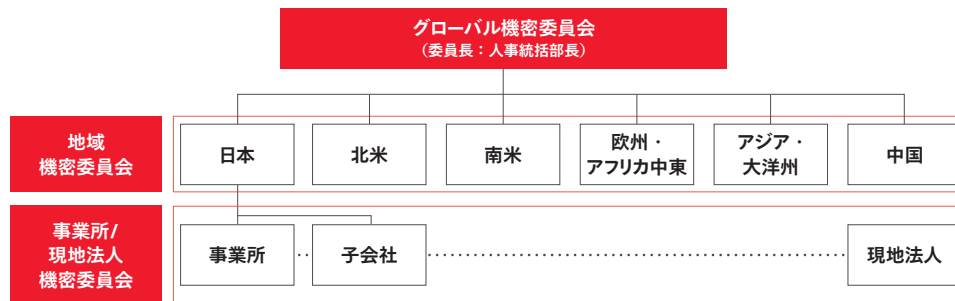 グローバル機密委員会
（委員長：人事統括部長）
地域
機密委員会
日本
北米
南米
欧州・
アフリカ中東
アジア・
大洋州
中国
事業所/
現地法人
機密委員会
事業所
子会社
現地法人